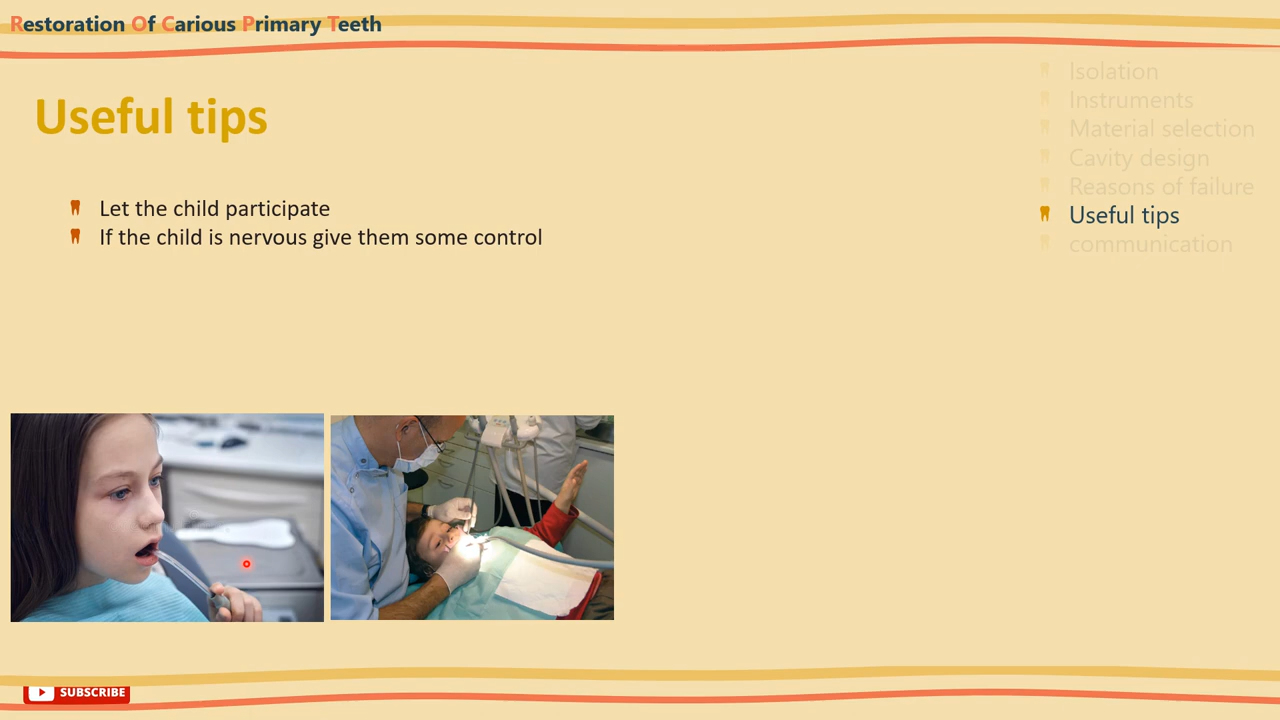 Restoration Of Carious Primary Teeth
Useful tips
Let the child participate
If the child is nervous give them some control
Isolation
Instruments
Material selection
Cavity design
Reasons of failure
Useful tips
communication
SUBSCRIBE